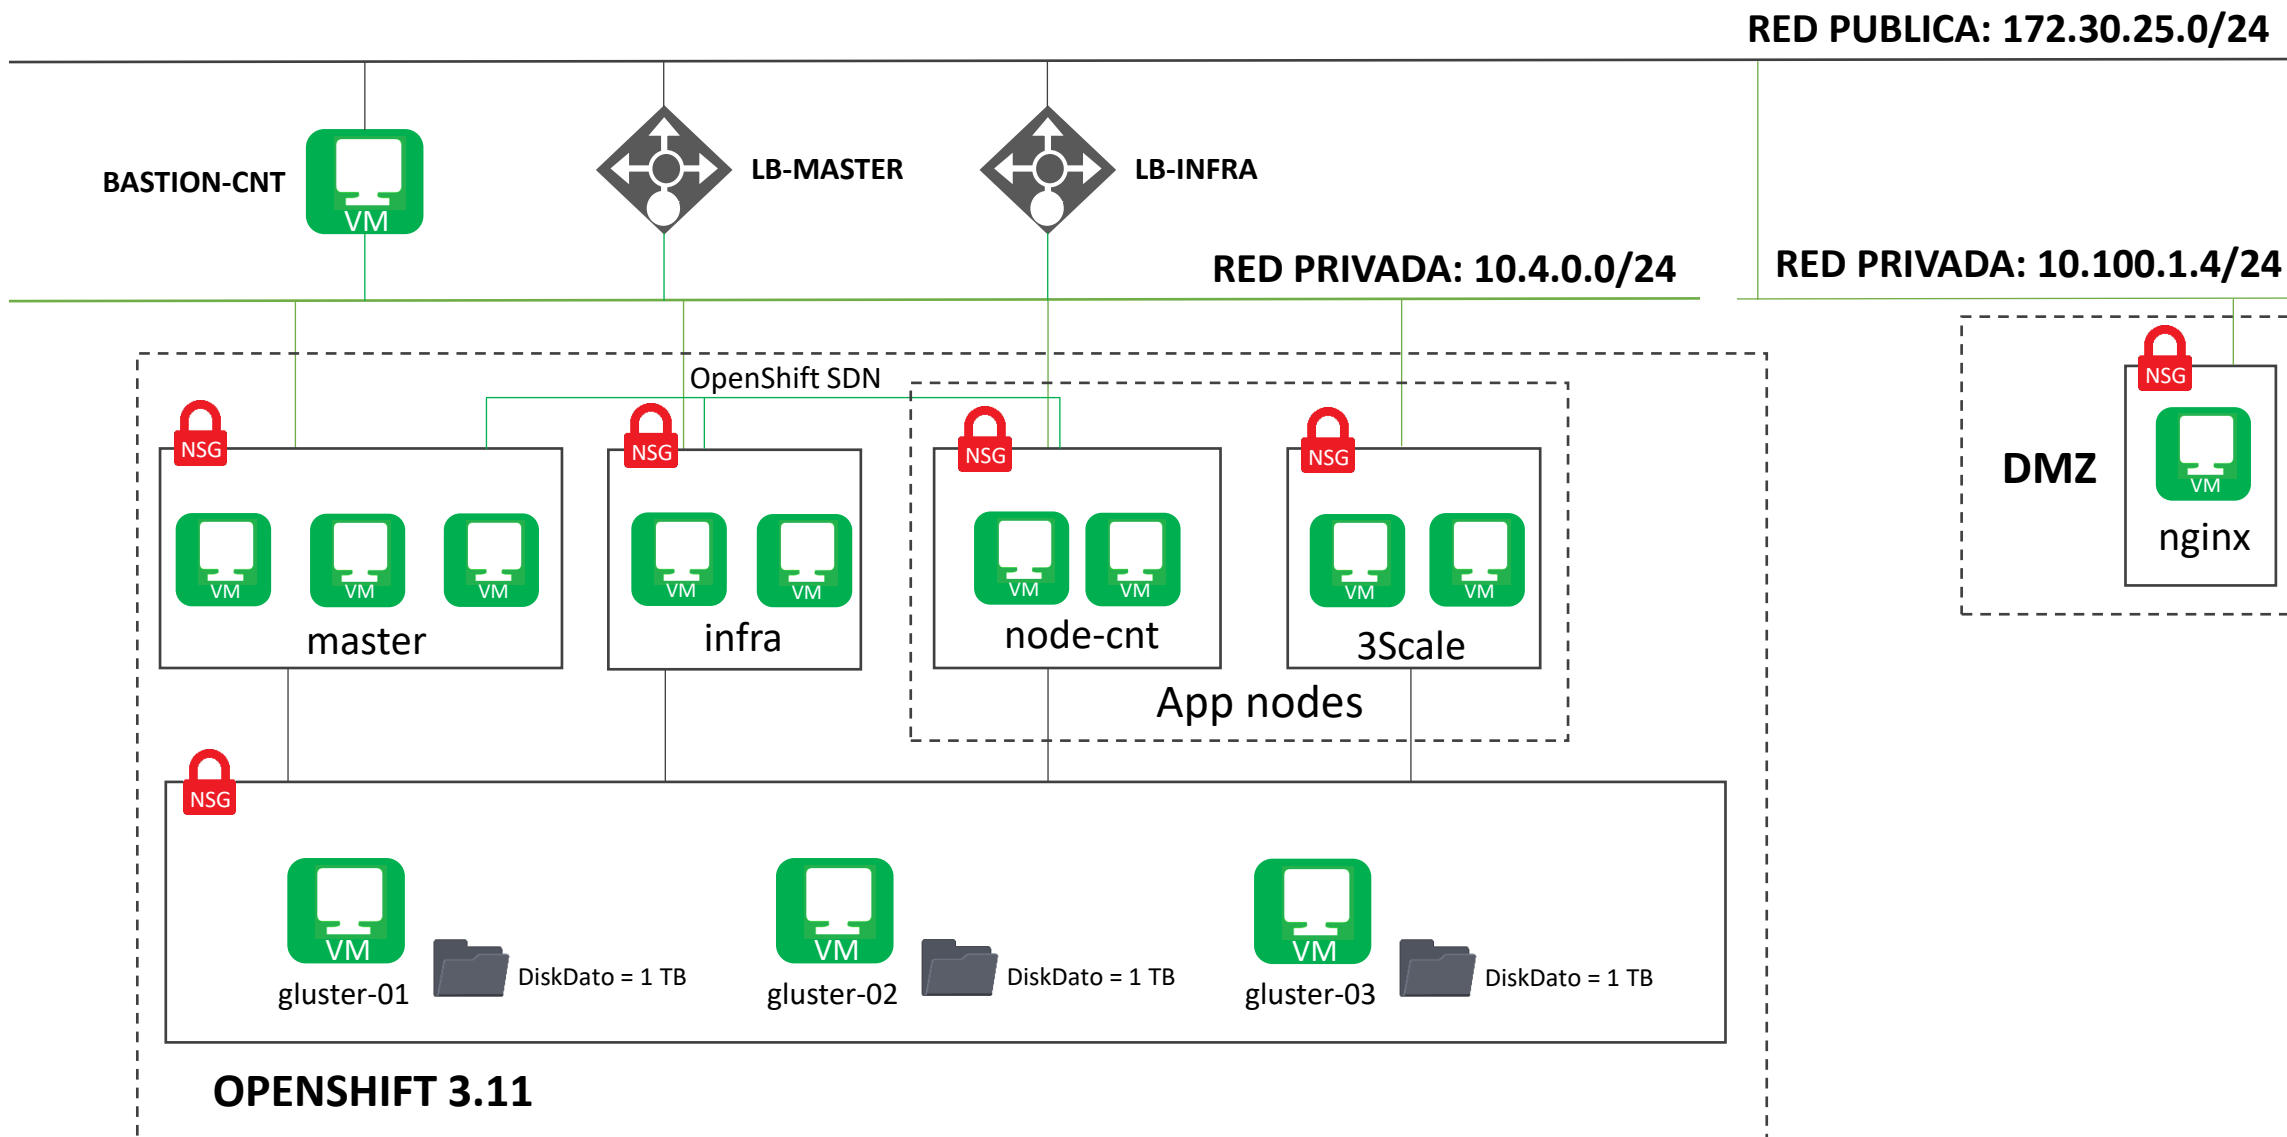 RED PUBLICA: 172.30.25.0/24
BASTION-CNT
VM
LB-MASTER
LB-INFRA
RED PRIVADA: 10.4.0.0/24
RED PRIVADA: 10.100.1.4/24
OpenShift SDN
NSG
NSG
NSG
NSG
NSG
VM
VM
VM
master
VM
VM
infra
VM
VM
node-cnt
VM
VM
3Scale
App nodes
DMZ
VM
nginx
NSG
VM
gluster-01
DiskDato = 1 TB
VM
gluster-02
DiskDato = 1 TB
VM
gluster-03
DiskDato = 1 TB
OPENSHIFT 3.11